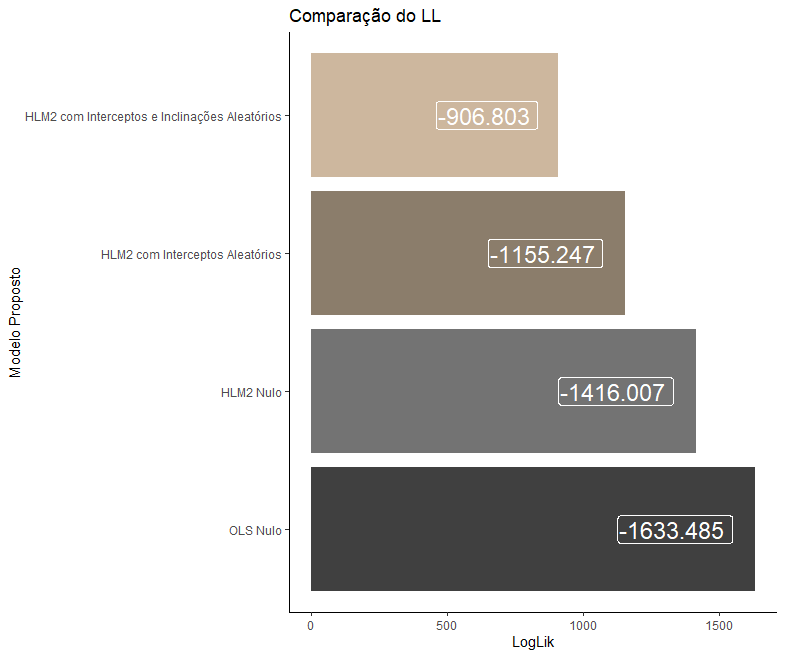 Comparação do LL
HLM2 com Interceptos e Inclinações Aleatórios
-906.803
HLM2 com Interceptos Aleatórios
-1155.247
Modelo Proposto
HLM2 Nulo
-1416.007
OLS Nulo
-1633.485
0 500 1000 1500
LogLik